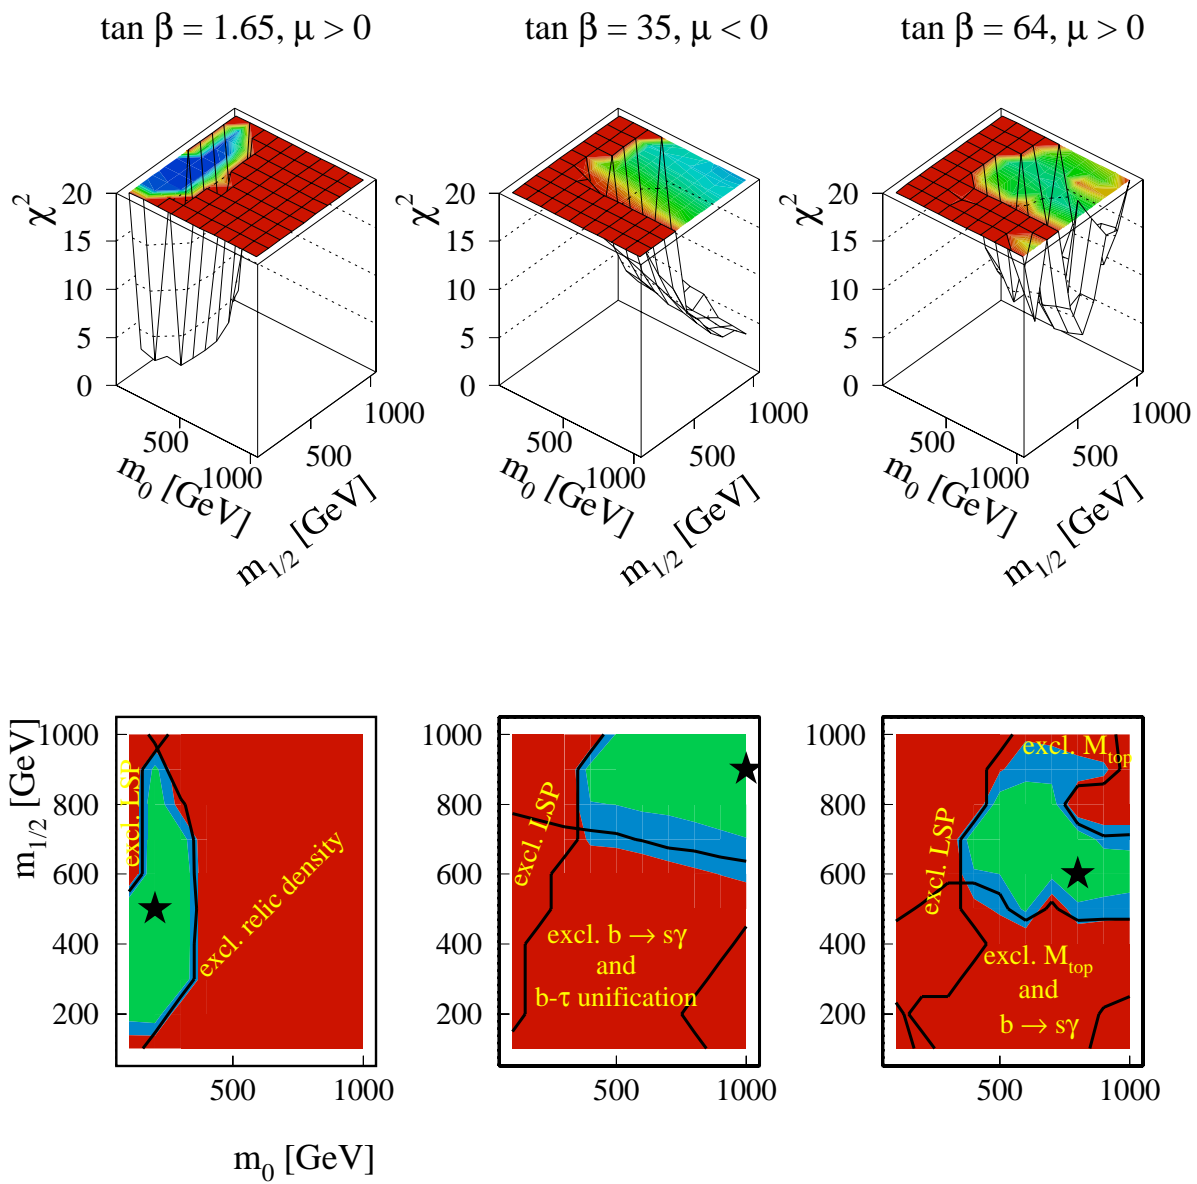 tan β = 1.65, μ > 0
tan β = 35, μ < 0
tan β = 64, μ > 0
χ²
20
15
10
5
0
500
1000
m₀ [GeV]
500
1000
m₁/₂ [GeV]
χ²
20
15
10
5
0
500
1000
m₀ [GeV]
500
1000
m₁/₂ [GeV]
χ²
20
15
10
5
0
500
1000
m₀ [GeV]
500
1000
m₁/₂ [GeV]
m₁/₂ [GeV]
1000
800
600
400
200
excl. LSP
excl. relic density
500
1000
1000
800
600
400
200
excl. LSP
excl. b → sγ
and
b-τ unification
500
1000
1000
800
600
400
200
excl. M_top
excl. LSP
excl. M_top
and
b → sγ
500
1000
m₀ [GeV]